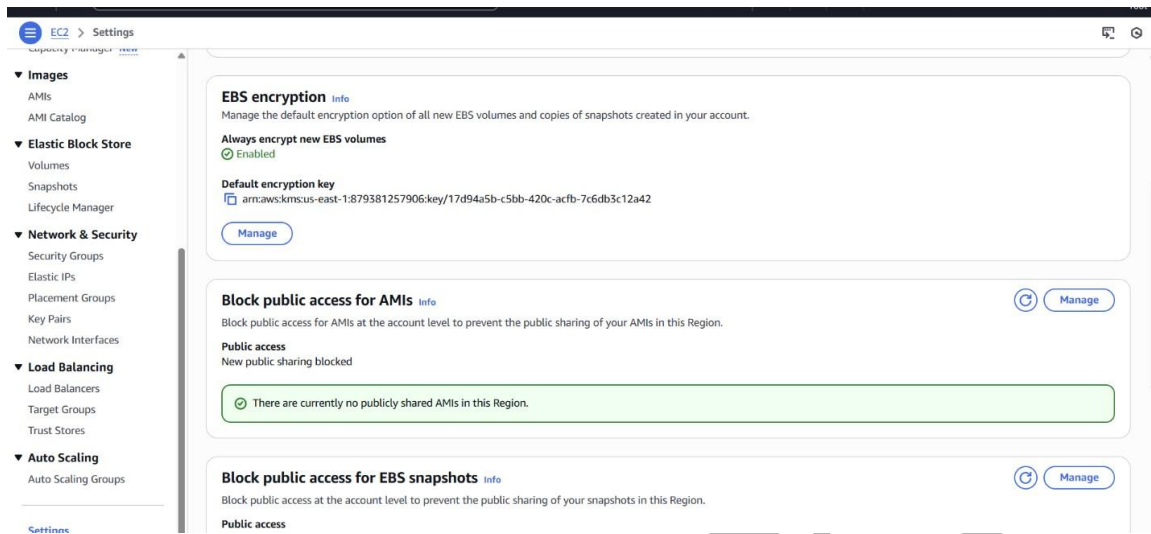 EC2 > Settings
Capacity Manager New
Images
AMIs
AMI Catalog
Elastic Block Store
Volumes
Snapshots
Lifecycle Manager
Network & Security
Security Groups
Elastic IPs
Placement Groups
Key Pairs
Network Interfaces
Load Balancing
Load Balancers
Target Groups
Trust Stores
Auto Scaling
Auto Scaling Groups
Settings
EBS encryption Info
Manage the default encryption option of all new EBS volumes and copies of snapshots created in your account.
Always encrypt new EBS volumes
Enabled
Default encryption key
arn:aws:kms:us-east-1:879381257906:key/17d94a5b-c5bb-420c-acfb-7c6db3c12a42
Manage
Block public access for AMIs Info
Manage
Block public access for AMIs at the account level to prevent the public sharing of your AMIs in this Region.
Public access
New public sharing blocked
There are currently no publicly shared AMIs in this Region.
Block public access for EBS snapshots Info
Manage
Block public access at the account level to prevent the public sharing of your snapshots in this Region.
Public access